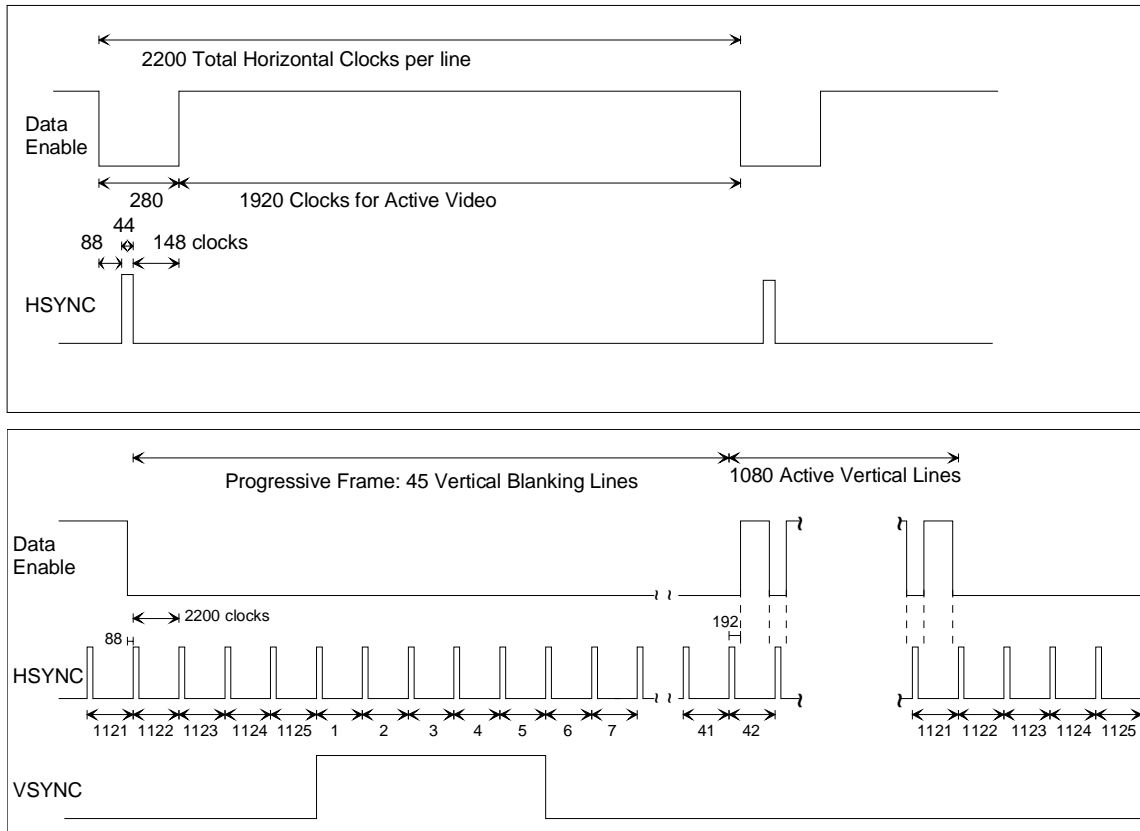 2200 Total Horizontal Clocks per line
Data
Enable
280
1920 Clocks for Active Video
44
88
148 clocks
HSYNC
Progressive Frame: 45 Vertical Blanking Lines
1080 Active Vertical Lines
Data
Enable
2200 clocks
88
192
HSYNC
1121 1122 1123 1124 1125 1 2 3 4 5 6 7 41 42 1121 1122 1123 1124 1125
VSYNC